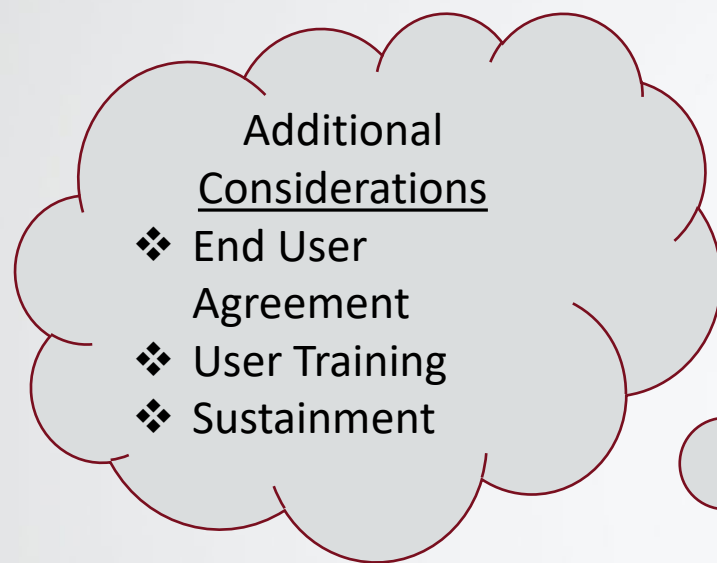 Additional
Considerations
❖ End User
Agreement
❖ User Training
❖ Sustainment